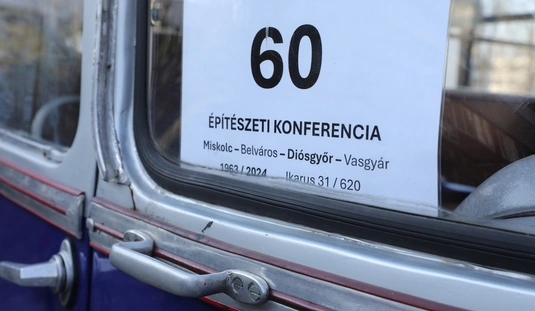 60
ÉPÍTÉSZETI KONFERENCIA
Miskolc – Belváros – Diósgyőr – Vasgyár
1963 / 2024 Ikarus 31 / 620